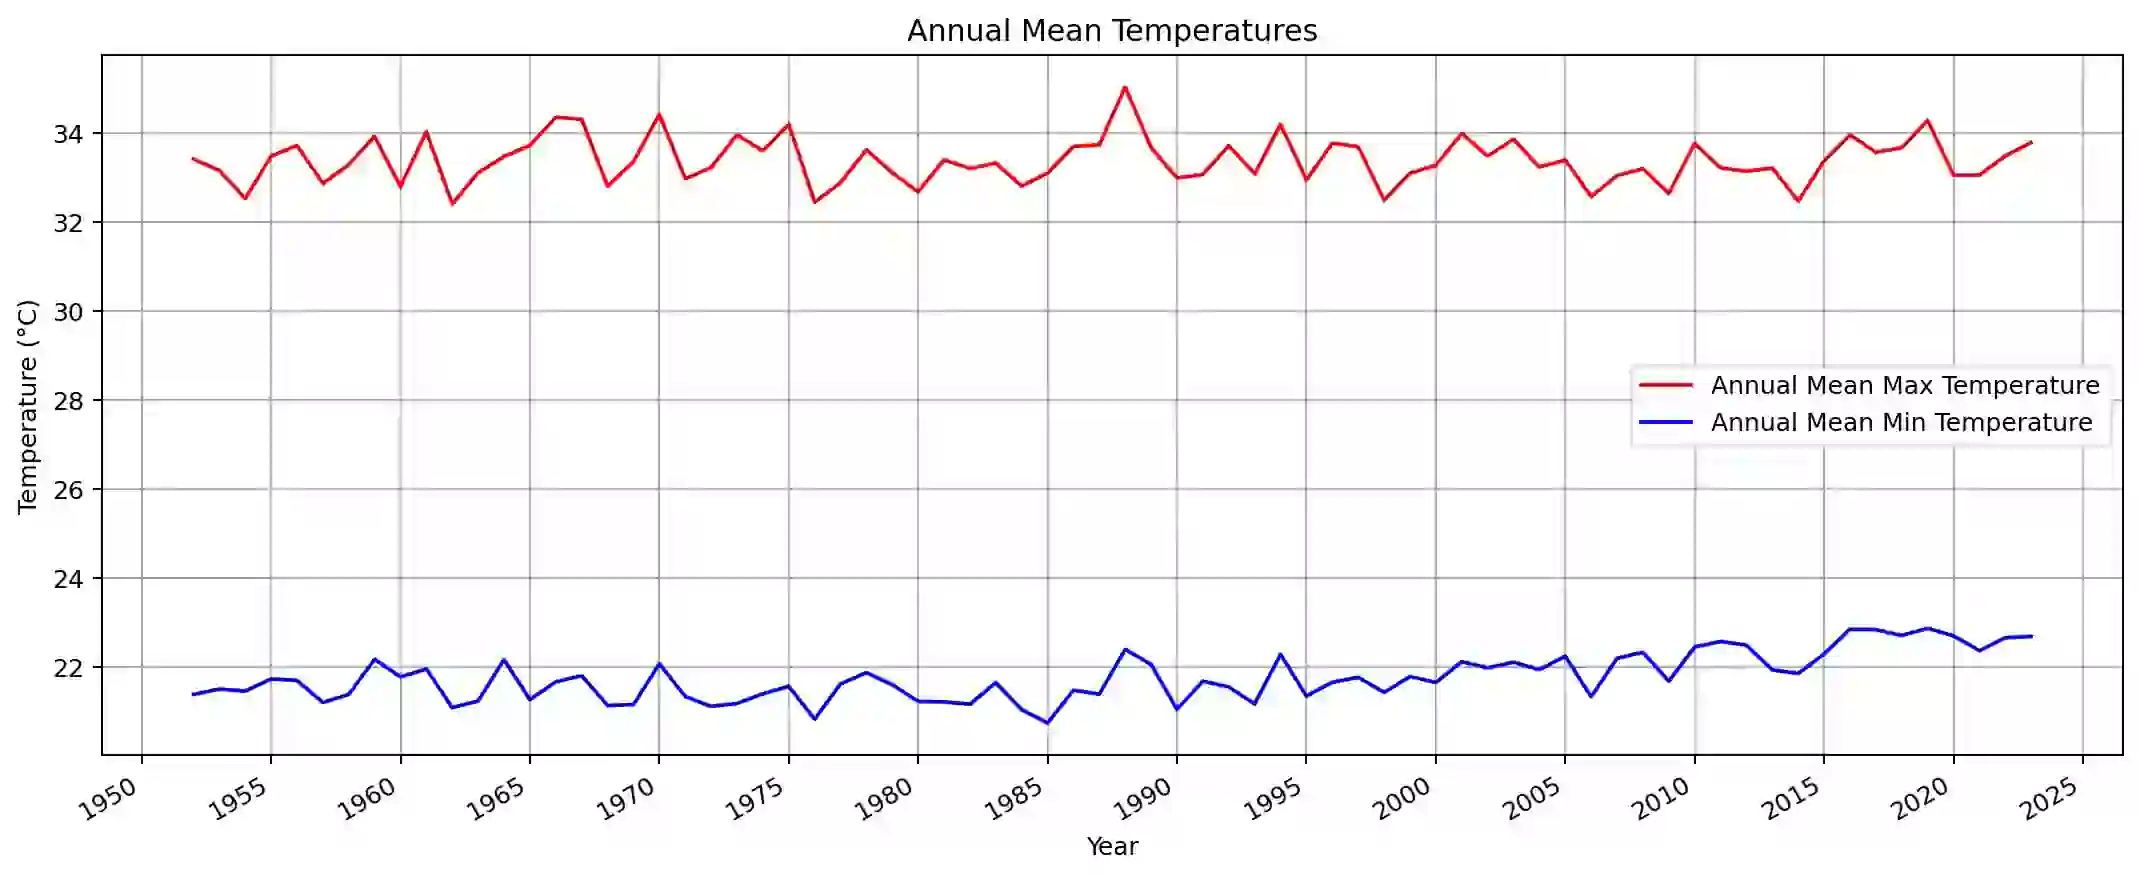 Annual Mean Temperatures
Temperature (°C)
34
32
30
28
26
24
22
Annual Mean Max Temperature
Annual Mean Min Temperature
1950 1955 1960 1965 1970 1975 1980 1985 1990 1995 2000 2005 2010 2015 2020 2025
Year